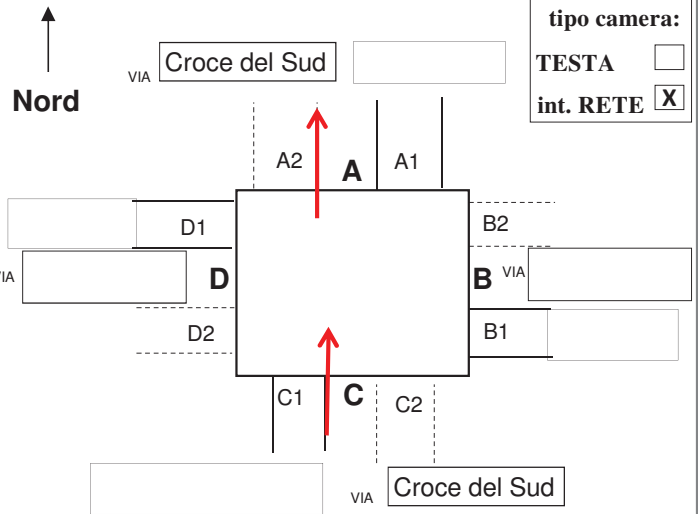 tipo camera:
TESTA
int. RETE X
Nord
VIA Croce del Sud
A2 A A1
D1 B2
VIA D B VIA
D2 B1
C1 C C2
VIA Croce del Sud